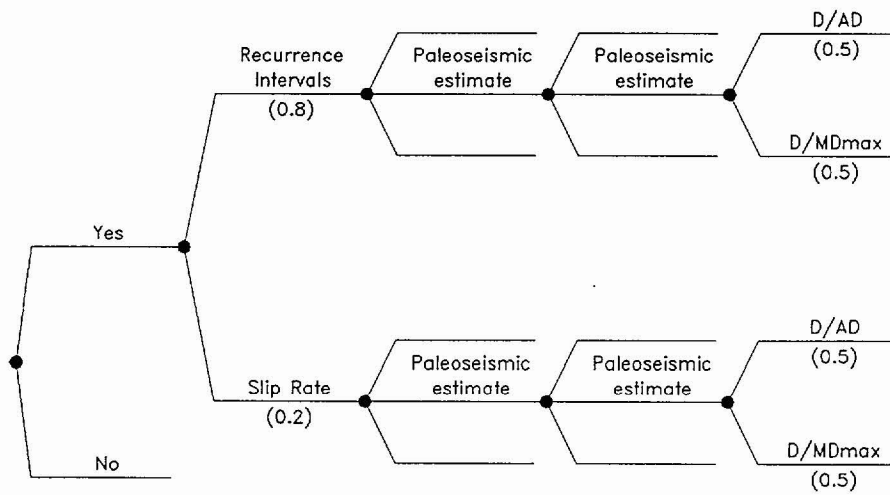 D/AD
(0.5)
Recurrence
Intervals
(0.8)
Paleoseismic
estimate
Paleoseismic
estimate
D/MDmax
(0.5)
Yes
D/AD
(0.5)
Slip Rate
(0.2)
Paleoseismic
estimate
Paleoseismic
estimate
D/MDmax
(0.5)
No